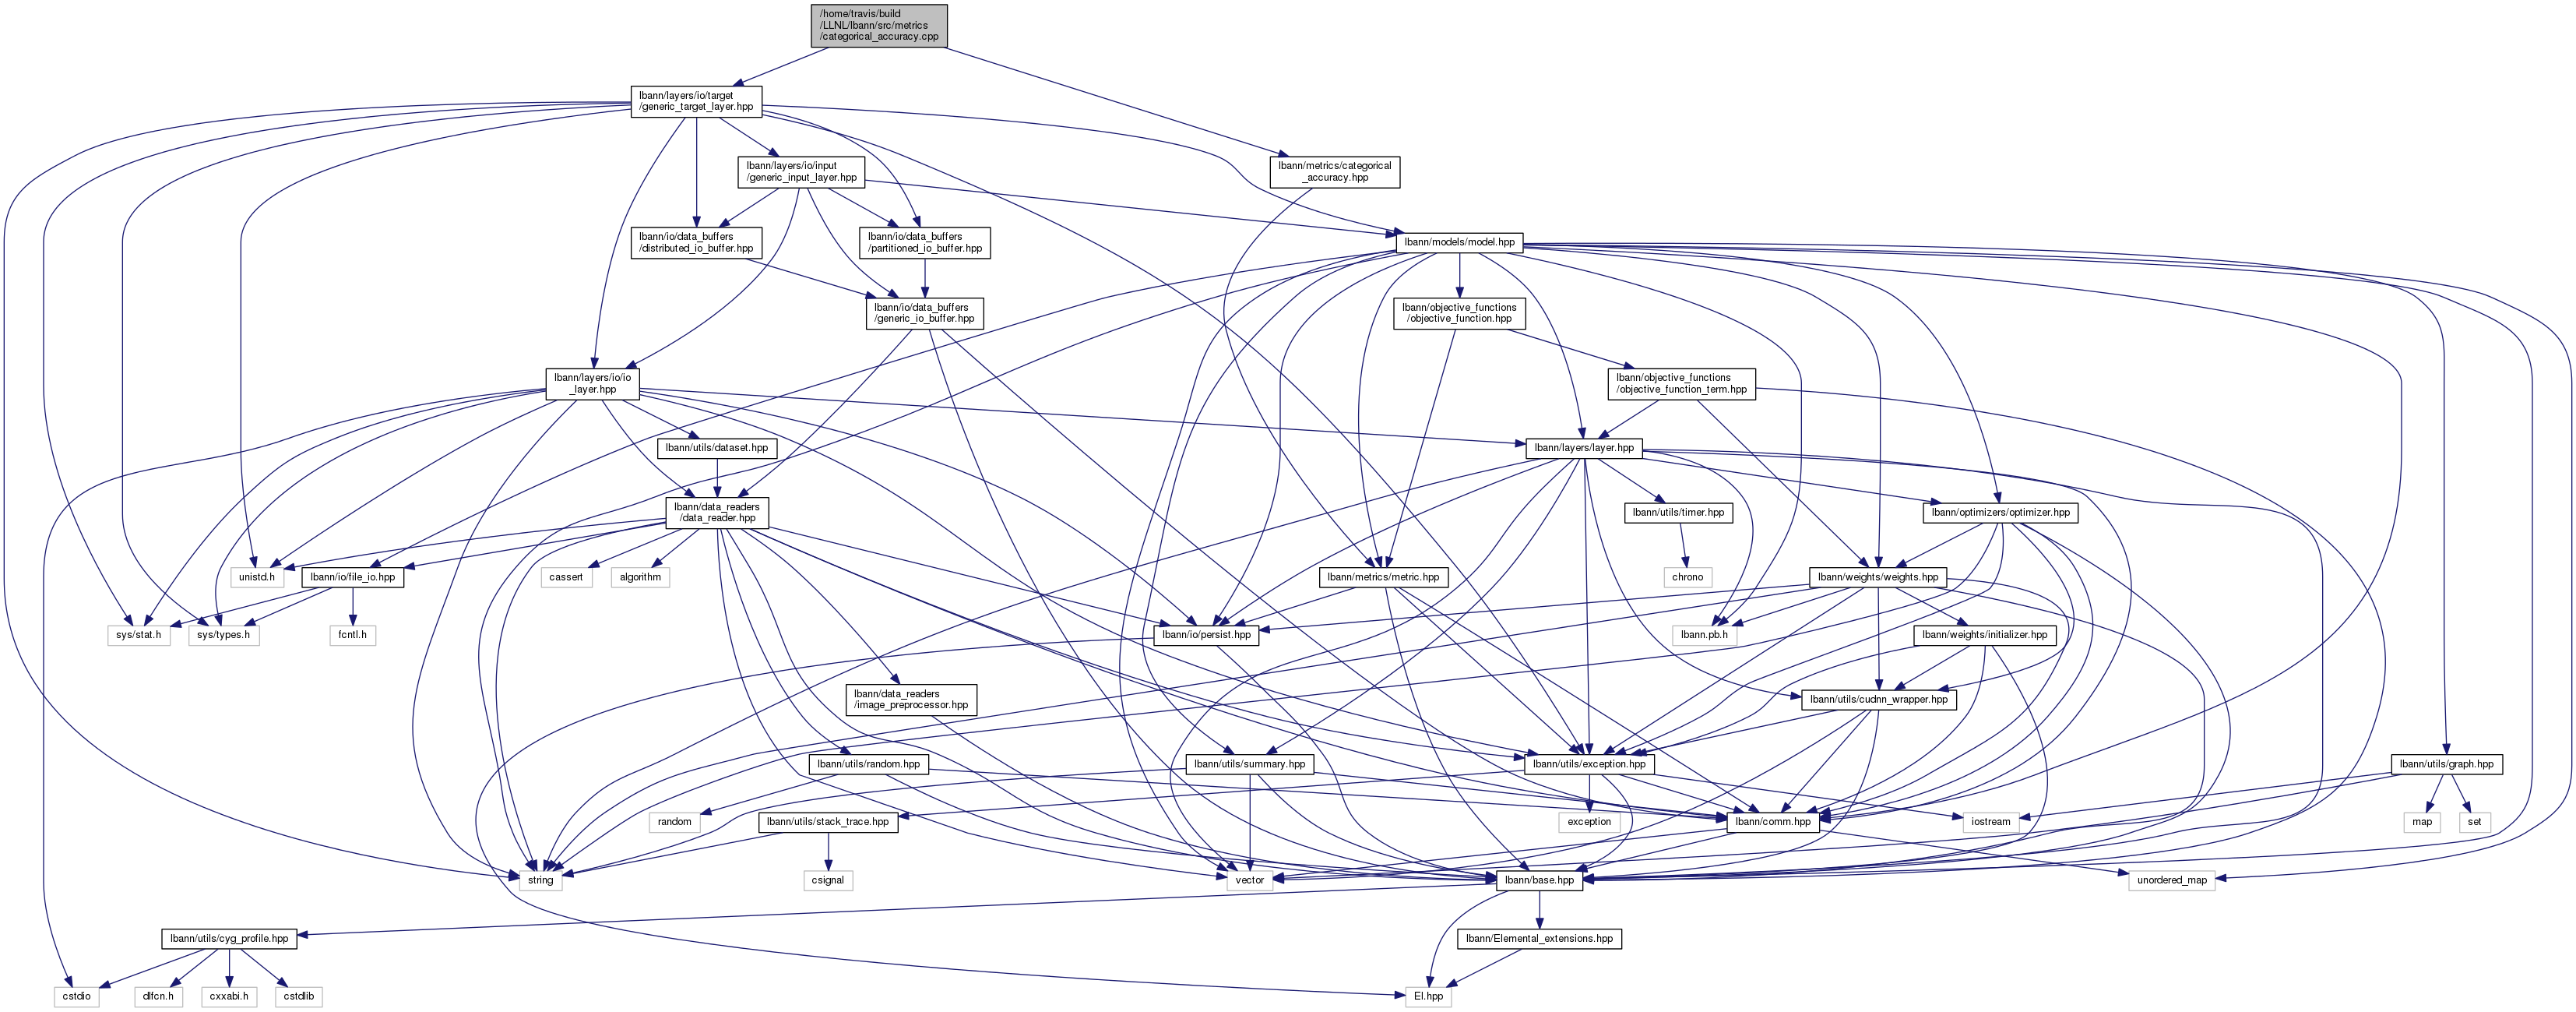 /home/travis/build
/LLNL/lbann/src/metrics
/categorical_accuracy.cpp
lbann/layers/io/target
/generic_target_layer.hpp
lbann/layers/io/input
/generic_input_layer.hpp
lbann/metrics/categorical
_accuracy.hpp
lbann/io/data_buffers
/distributed_io_buffer.hpp
lbann/io/data_buffers
/partitioned_io_buffer.hpp
lbann/models/model.hpp
lbann/io/data_buffers
/generic_io_buffer.hpp
lbann/objective_functions
/objective_function.hpp
lbann/layers/io/io
_layer.hpp
lbann/objective_functions
/objective_function_term.hpp
lbann/utils/dataset.hpp
lbann/layers/layer.hpp
lbann/data_readers
/data_reader.hpp
lbann/utils/timer.hpp
lbann/optimizers/optimizer.hpp
unistd.h
lbann/io/file_io.hpp
cassert
algorithm
lbann/metrics/metric.hpp
chrono
lbann/weights/weights.hpp
sys/stat.h
sys/types.h
fcntl.h
lbann/io/persist.hpp
lbann.pb.h
lbann/weights/initializer.hpp
lbann/data_readers
/image_preprocessor.hpp
lbann/utils/cudnn_wrapper.hpp
lbann/utils/random.hpp
lbann/utils/summary.hpp
lbann/utils/exception.hpp
lbann/utils/graph.hpp
random
lbann/utils/stack_trace.hpp
exception
lbann/comm.hpp
iostream
map
set
string
csignal
vector
lbann/base.hpp
unordered_map
lbann/utils/cyg_profile.hpp
lbann/Elemental_extensions.hpp
cstdio
dlfcn.h
cxxabi.h
cstdlib
El.hpp